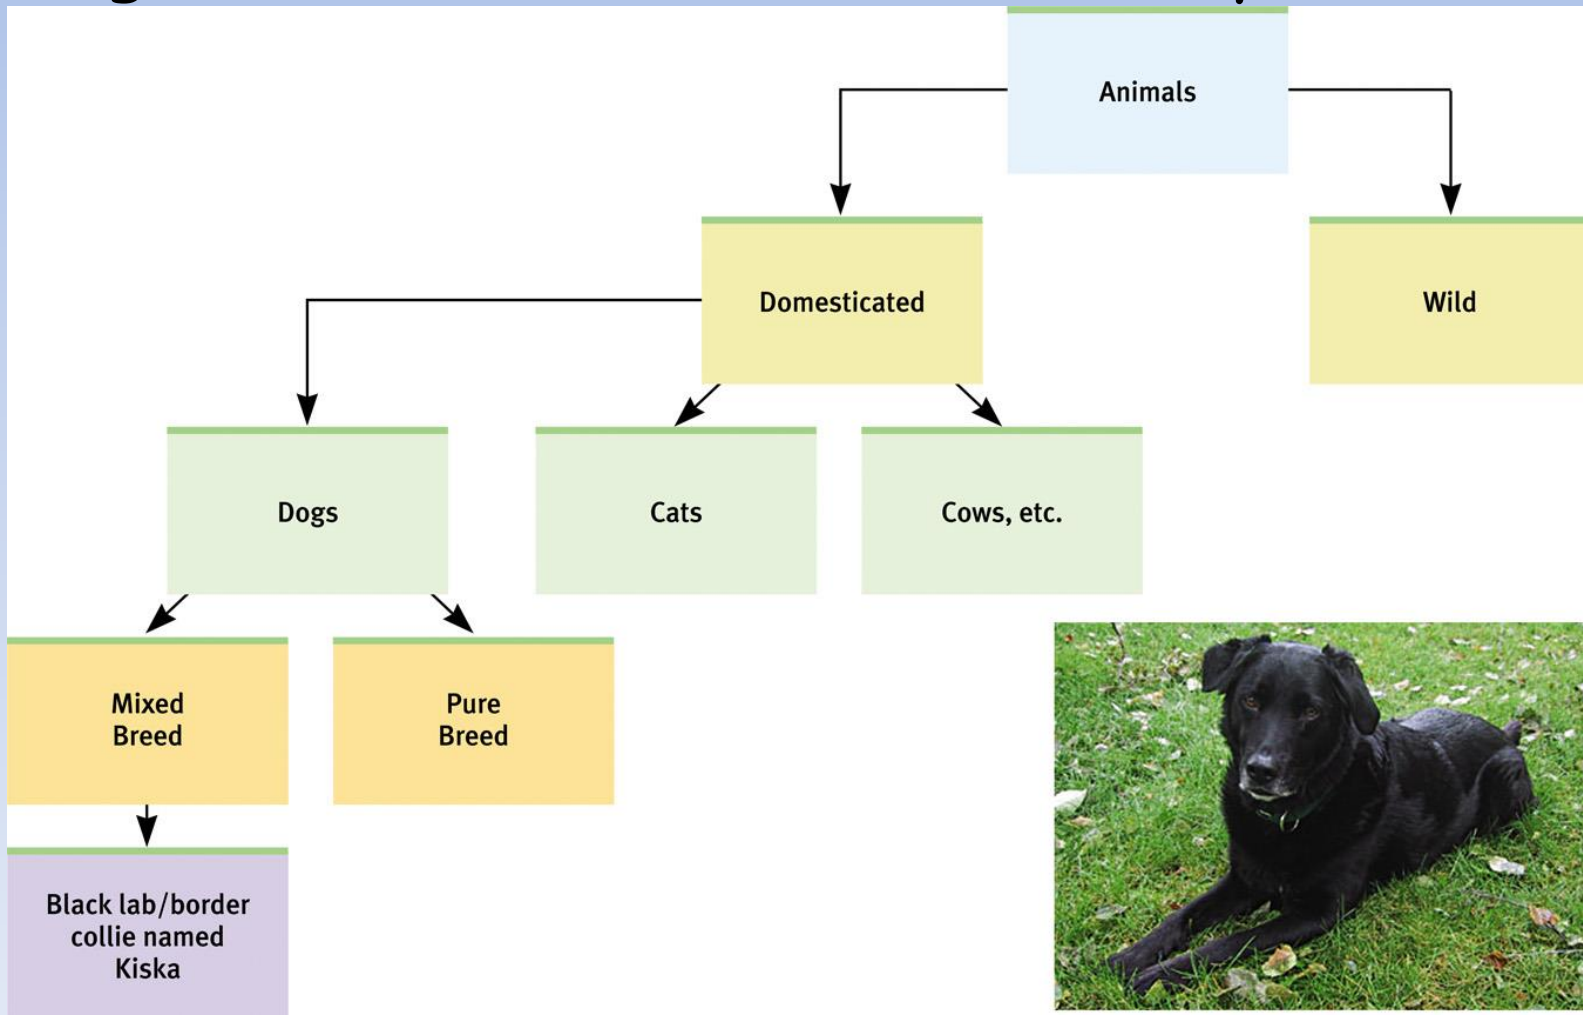 Animals
Domesticated
Wild
Dogs
Cats
Cows, etc.
Mixed
Breed
Pure
Breed
Black lab/border
collie named
Kiska